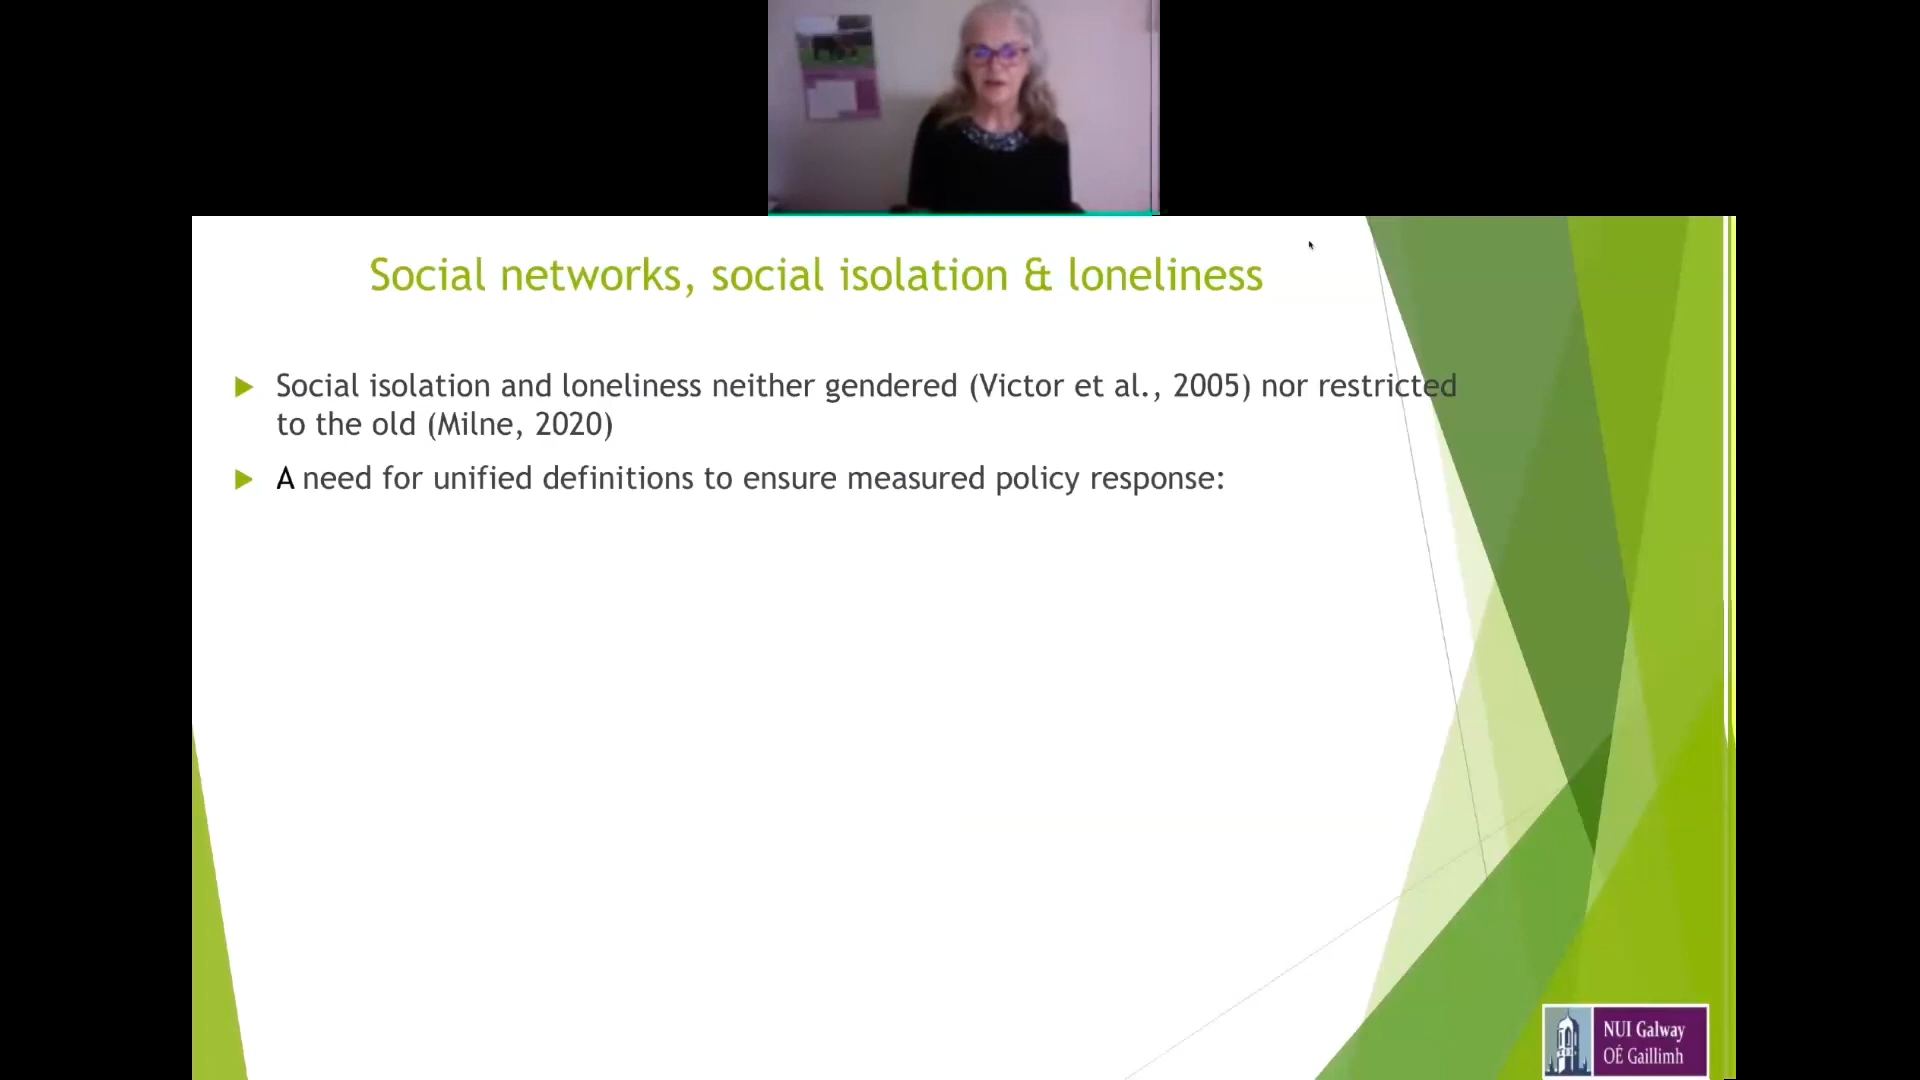 Social networks, social isolation & loneliness
Social isolation and loneliness neither gendered (Victor et al., 2005) nor restricted
to the old (Milne, 2020)
A need for unified definitions to ensure measured policy response:
NUI Galway
OÉ Gaillimh